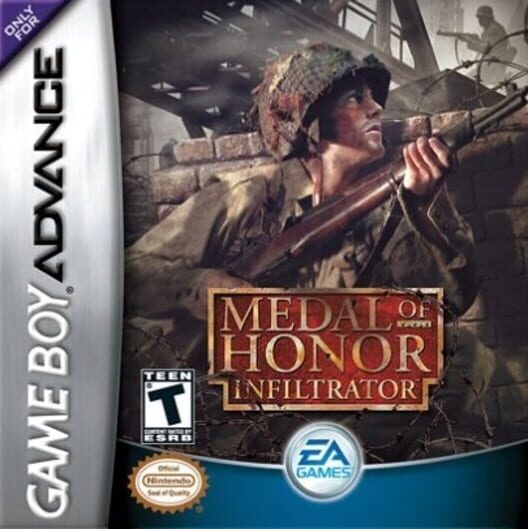 ONLY
FOR
GAME BOY ADVANCE
MEDAL OF
HONOR
INFILTRATOR
TEEN
T
CONTENT RATED BY
ESRB
Official
Nintendo
Seal of Quality
EA
GAMES